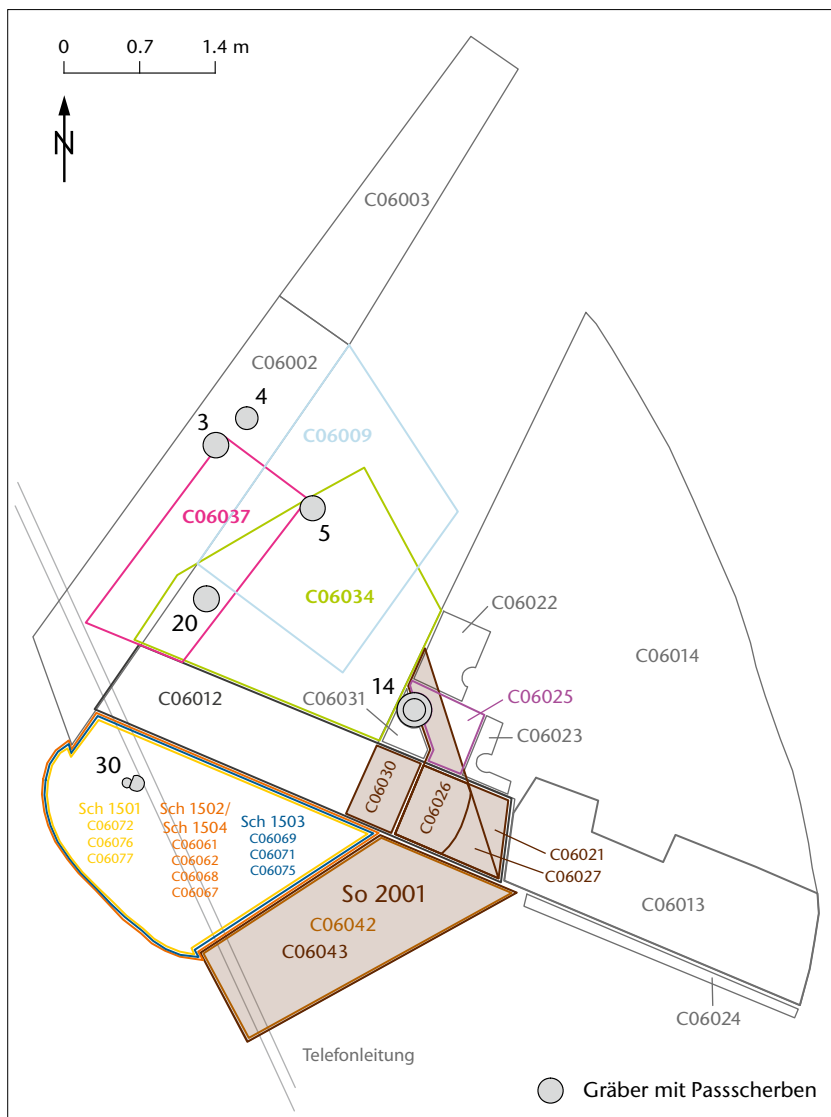 0 0.7 1.4 m
N
C06003
C06002
4
3
C06009
C06037
5
C06034
20
C06022
C06014
C06012
C06031
14
C06025
C06023
30
C06030
C06026
Sch 1501
C06072
C06076
C06077
Sch 1502/
Sch 1504
C06061
C06062
C06068
C06067
Sch 1503
C06069
C06071
C06075
C06021
C06027
So 2001
C06042
C06043
C06013
C06024
Telefonleitung
Gräber mit Passscherben